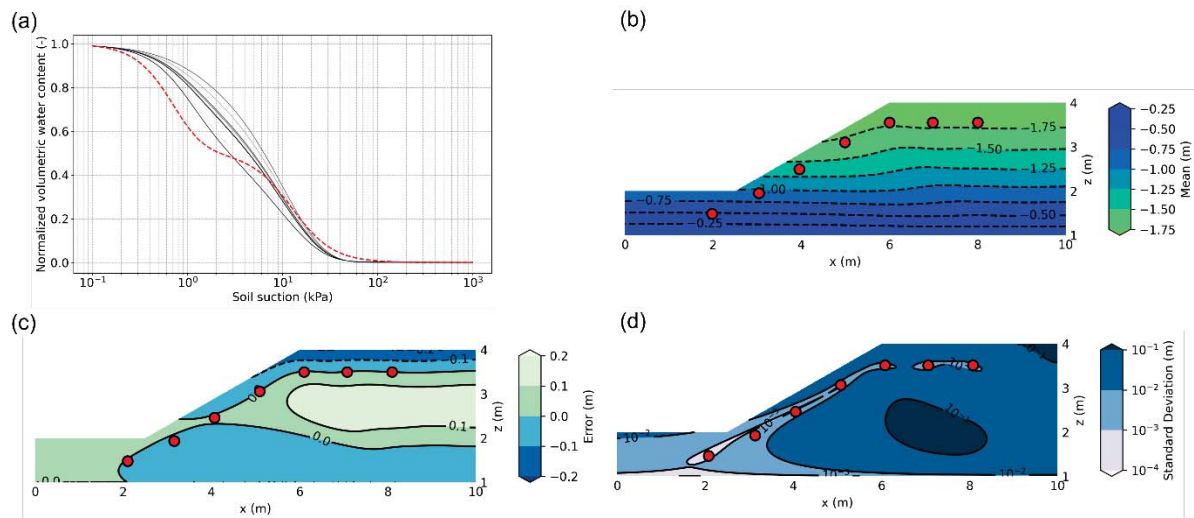 (a)
1.0
0.8
0.6
0.4
0.2
0.0
Normalized volumetric water content (-)
10⁻¹ 10⁰ 10¹ 10² 10³
Soil suction (kPa)
(b)
−1.75
−1.50
−1.25
−1.00
−0.75
−0.50
−0.25
4
3
2
1
z (m)
0 2 4 6 8 10
x (m)
−0.25
−0.50
−0.75
−1.00
−1.25
−1.50
−1.75
Mean (m)
(c)
0.1
0.1
0.0
0.0
4
3
2
1
z (m)
0 2 4 6 8 10
x (m)
0.2
0.1
0.0
−0.1
−0.2
Error (m)
(d)
10⁻²
4
3
2
1
z (m)
0 2 4 6 8 10
x (m)
10⁻¹
10⁻²
10⁻³
10⁻⁴
Standard Deviation (m)